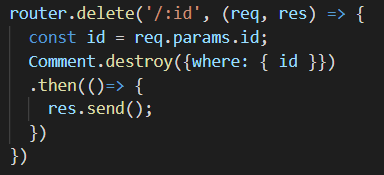 router.delete('/:id', (req, res) => {
  const id = req.params.id;
  Comment.destroy({where: { id }})
  .then(()=> {
    res.send();
  })
})